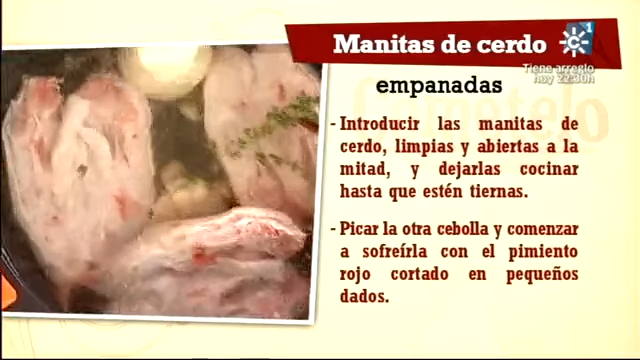 Manitas de cerdo
1
Tiene arreglo
hoy 22:30h
empanadas
- Introducir las manitas de
cerdo, limpias y abiertas a la
mitad, y dejarlas cocinar
hasta que estén tiernas.
- Picar la otra cebolla y comenzar
a sofreírla con el pimiento
rojo cortado en pequeños
dados.